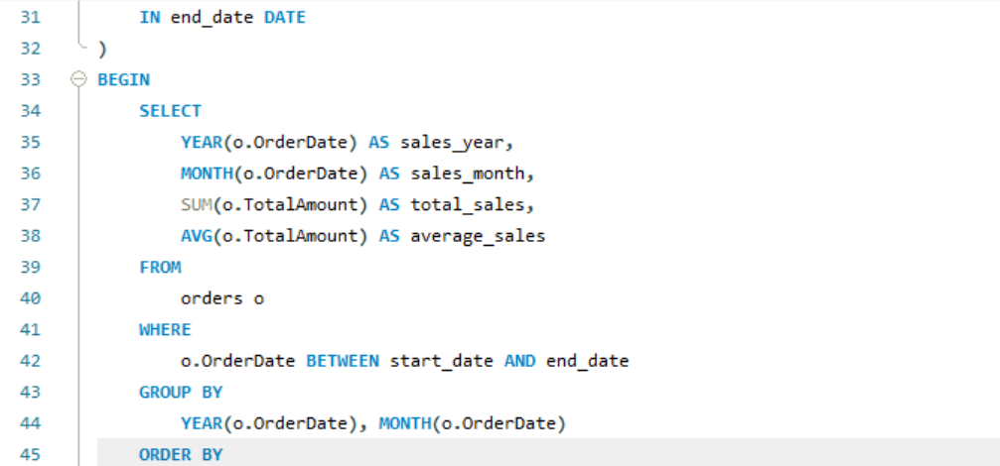 31 IN end_date DATE
32 )
33 BEGIN
34 SELECT
35 YEAR(o.OrderDate) AS sales_year,
36 MONTH(o.OrderDate) AS sales_month,
37 SUM(o.TotalAmount) AS total_sales,
38 AVG(o.TotalAmount) AS average_sales
39 FROM
40 orders o
41 WHERE
42 o.OrderDate BETWEEN start_date AND end_date
43 GROUP BY
44 YEAR(o.OrderDate), MONTH(o.OrderDate)
45 ORDER BY